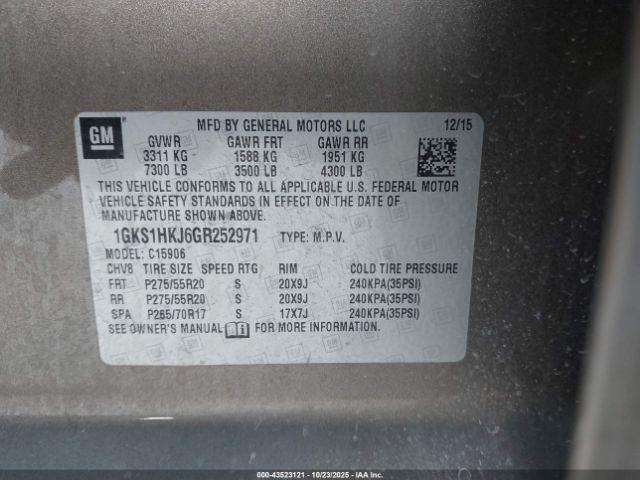 GM
MFD BY GENERAL MOTORS LLC 12/15
GVWR GAWR FRT GAWR RR
3311 KG 1588 KG 1951 KG
7300 LB 3500 LB 4300 LB
THIS VEHICLE CONFORMS TO ALL APPLICABLE U.S. FEDERAL MOTOR
VEHICLE SAFETY STANDARDS IN EFFECT ON THE DATE OF
MANUFACTURE SHOWN ABOVE.
1GKS1HKJ6GR252971 TYPE: M.P.V.
MODEL: C15906
CHV8 TIRE SIZE SPEED RTG RIM COLD TIRE PRESSURE
FRT P275/55R20 S 20X9J 240KPA(35PSI)
RR P275/55R20 S 20X9J 240KPA(35PSI)
SPA P265/70R17 S 17X7J 240KPA(35PSI)
SEE OWNER'S MANUAL FOR MORE INFORMATION.
00-43523121 - 10/23/2025 - Copyright © 2025 IAA, Inc.